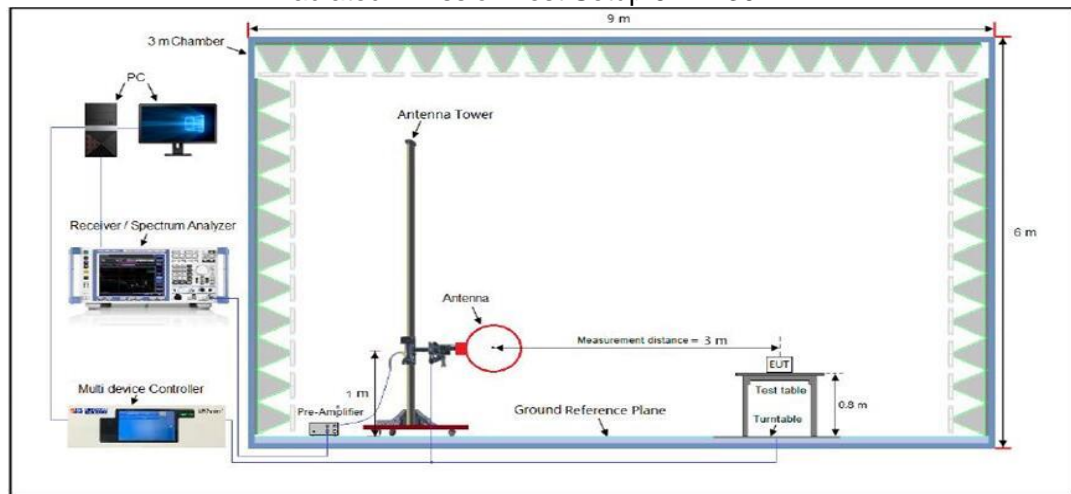 9 m
3 m Chamber
PC
Antenna Tower
Receiver / Spectrum Analyzer
6 m
Antenna
Measurement distance = 3 m
EUT
Multi device Controller
1 m
Test table
0.8 m
Pre-Amplifier
Ground Reference Plane
Turntable